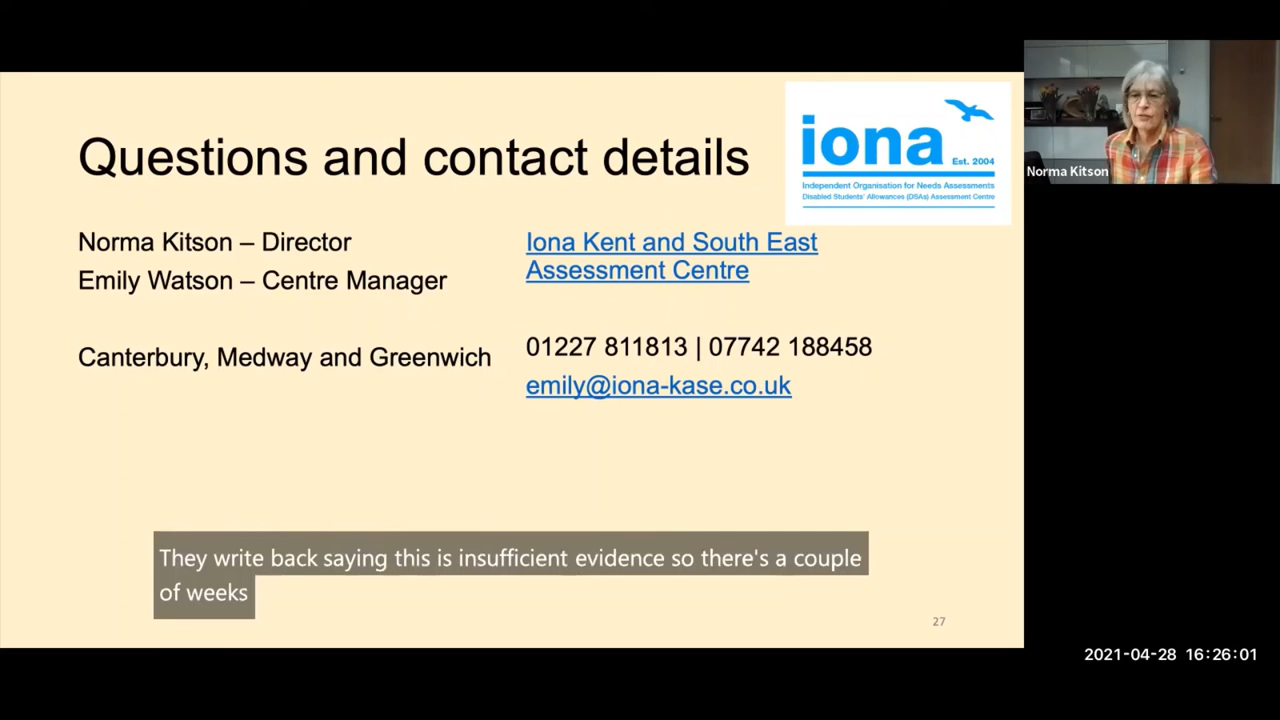 Questions and contact details
iona
Est. 2004
Independent Organisation for Needs Assessments
Disabled Students' Allowances (DSAs) Assessment Centre
Norma Kitson
Norma Kitson – Director
Emily Watson – Centre Manager
Canterbury, Medway and Greenwich
Iona Kent and South East
Assessment Centre
01227 811813 | 07742 188458
emily@iona-kase.co.uk
They write back saying this is insufficient evidence so there's a couple
of weeks
27
2021-04-28 16:26:01